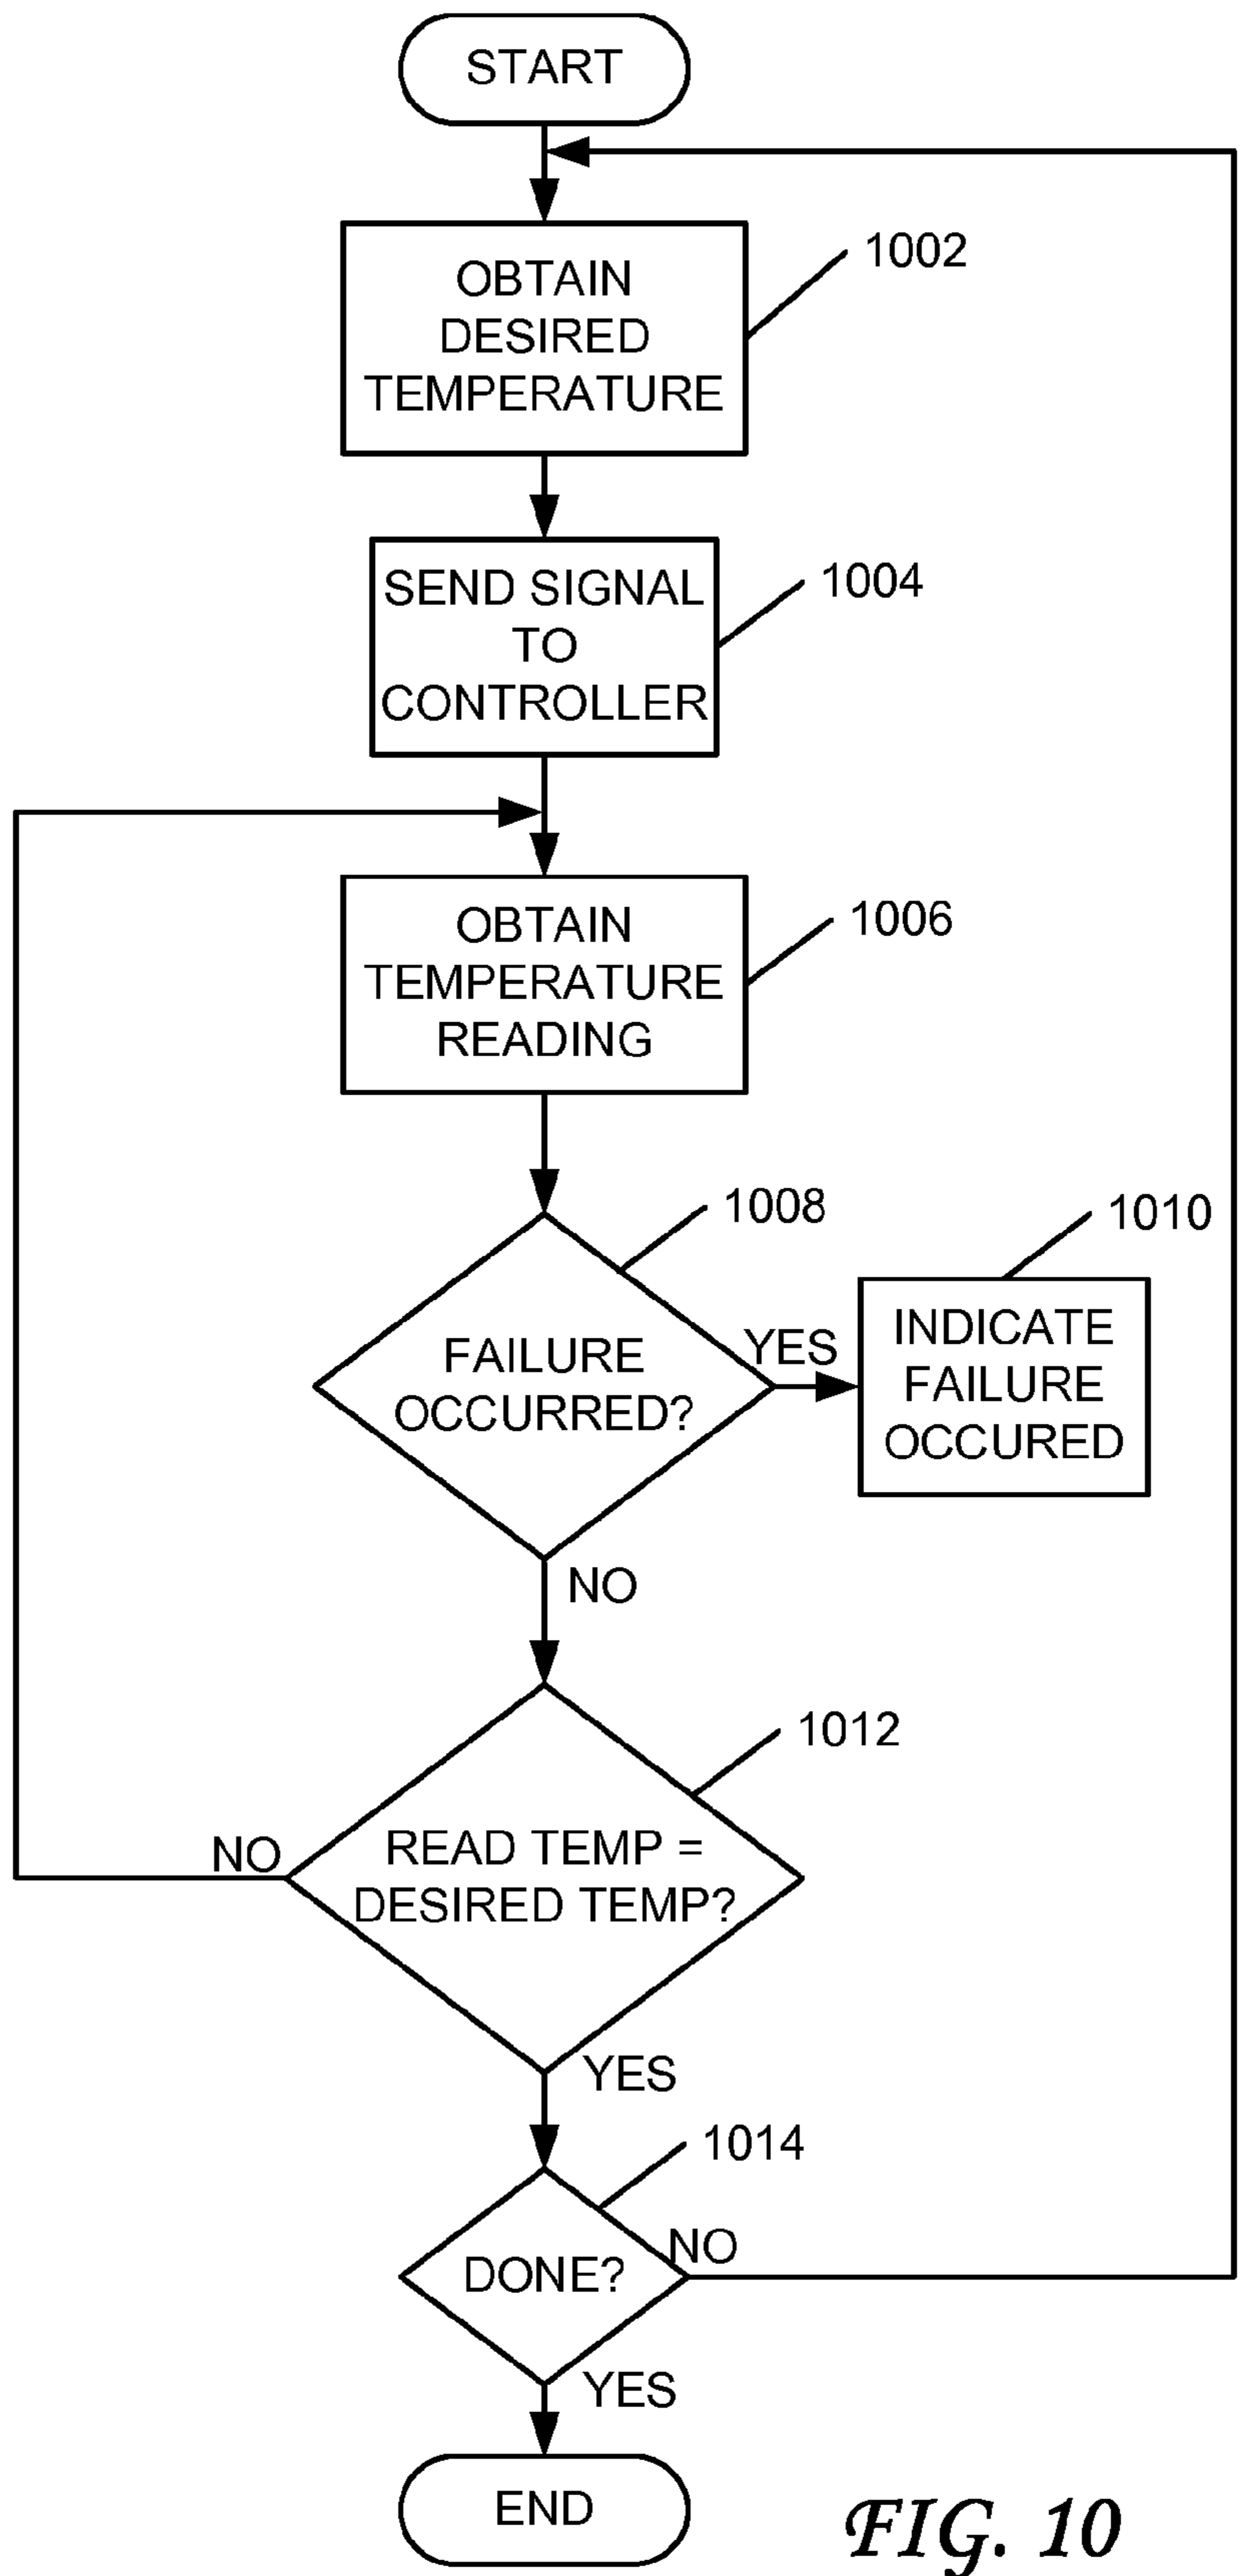 START
OBTAIN
DESIRED
TEMPERATURE
1002
SEND SIGNAL
TO
CONTROLLER
1004
OBTAIN
TEMPERATURE
READING
1006
FAILURE
OCCURRED?
1008
YES
INDICATE
FAILURE
OCCURED
1010
NO
READ TEMP =
DESIRED TEMP?
1012
NO
YES
DONE?
1014
NO
YES
END
FIG. 10